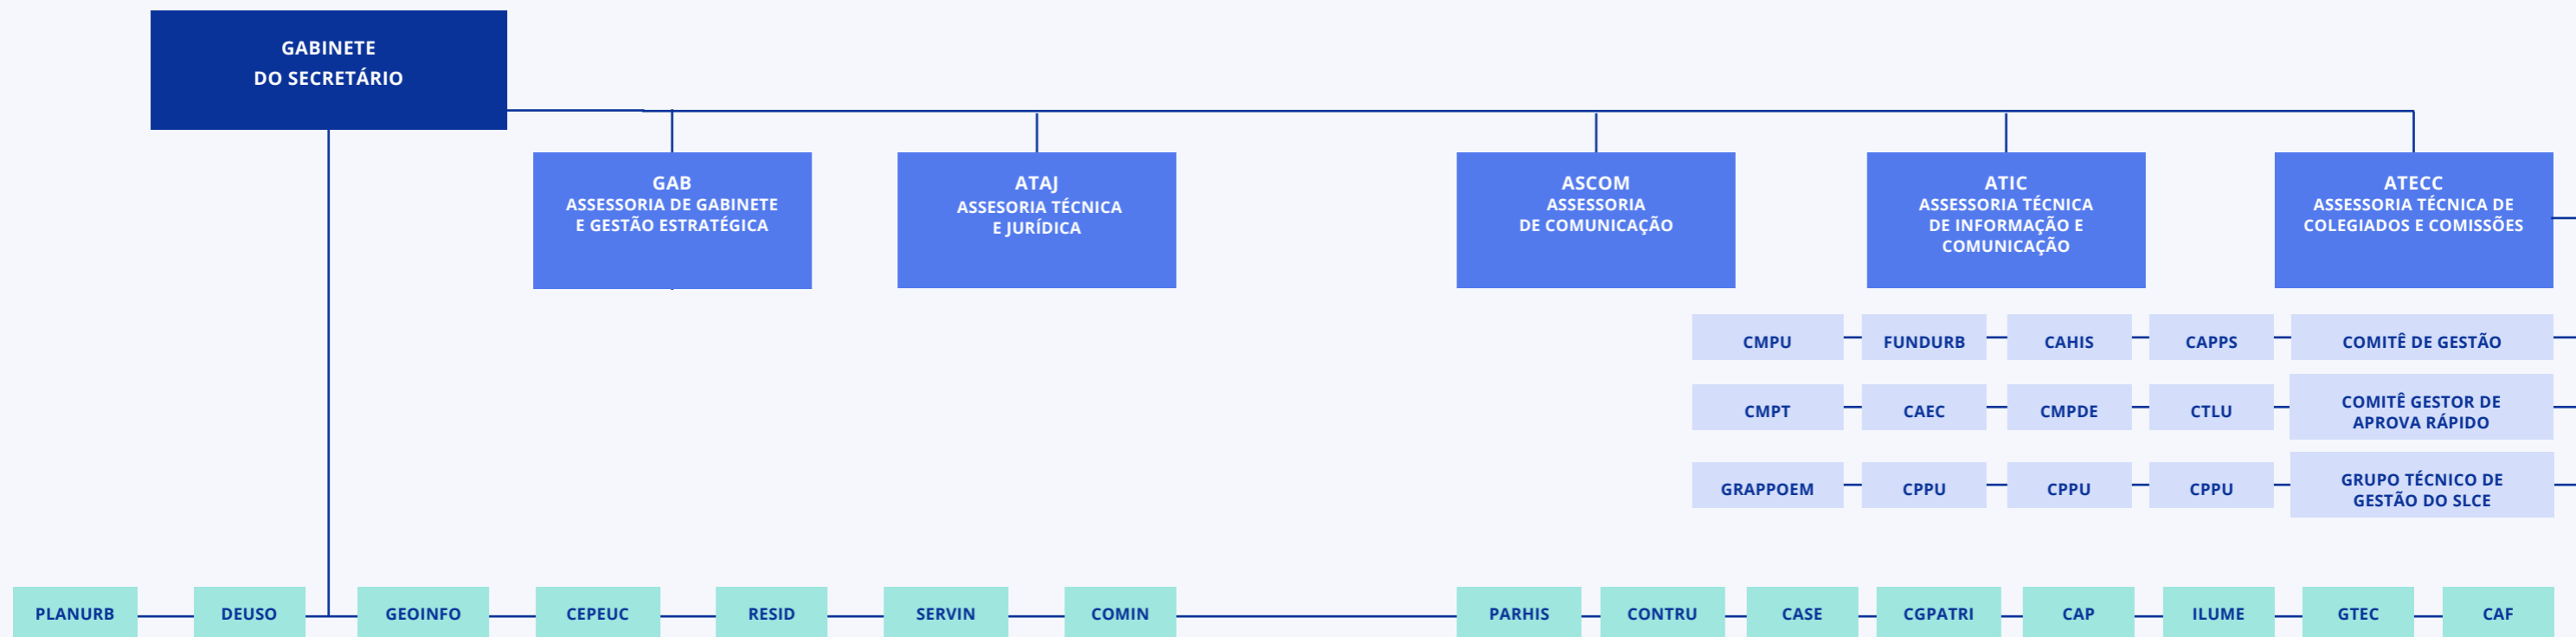 GABINETE
DO SECRETÁRIO
GAB
ASSESSORIA DE GABINETE
E GESTÃO ESTRATÉGICA
ATAJ
ASSESORIA TÉCNICA
E JURÍDICA
ASCOM
ASSESSORIA
DE COMUNICAÇÃO
ATIC
ASSESSORIA TÉCNICA
DE INFORMAÇÃO E
COMUNICAÇÃO
ATECC
ASSESSORIA TÉCNICA DE
COLEGIADOS E COMISSÕES
CMPU
FUNDURB
CAHIS
CAPPS
COMITÊ DE GESTÃO
CMPT
CAEC
CMPDE
CTLU
COMITÊ GESTOR DE
APROVA RÁPIDO
GRAPPOEM
CPPU
CPPU
CPPU
GRUPO TÉCNICO DE
GESTÃO DO SLCE
PLANURB
DEUSO
GEOINFO
CEPEUC
RESID
SERVIN
COMIN
PARHIS
CONTRU
CASE
CGPATRI
CAP
ILUME
GTEC
CAF